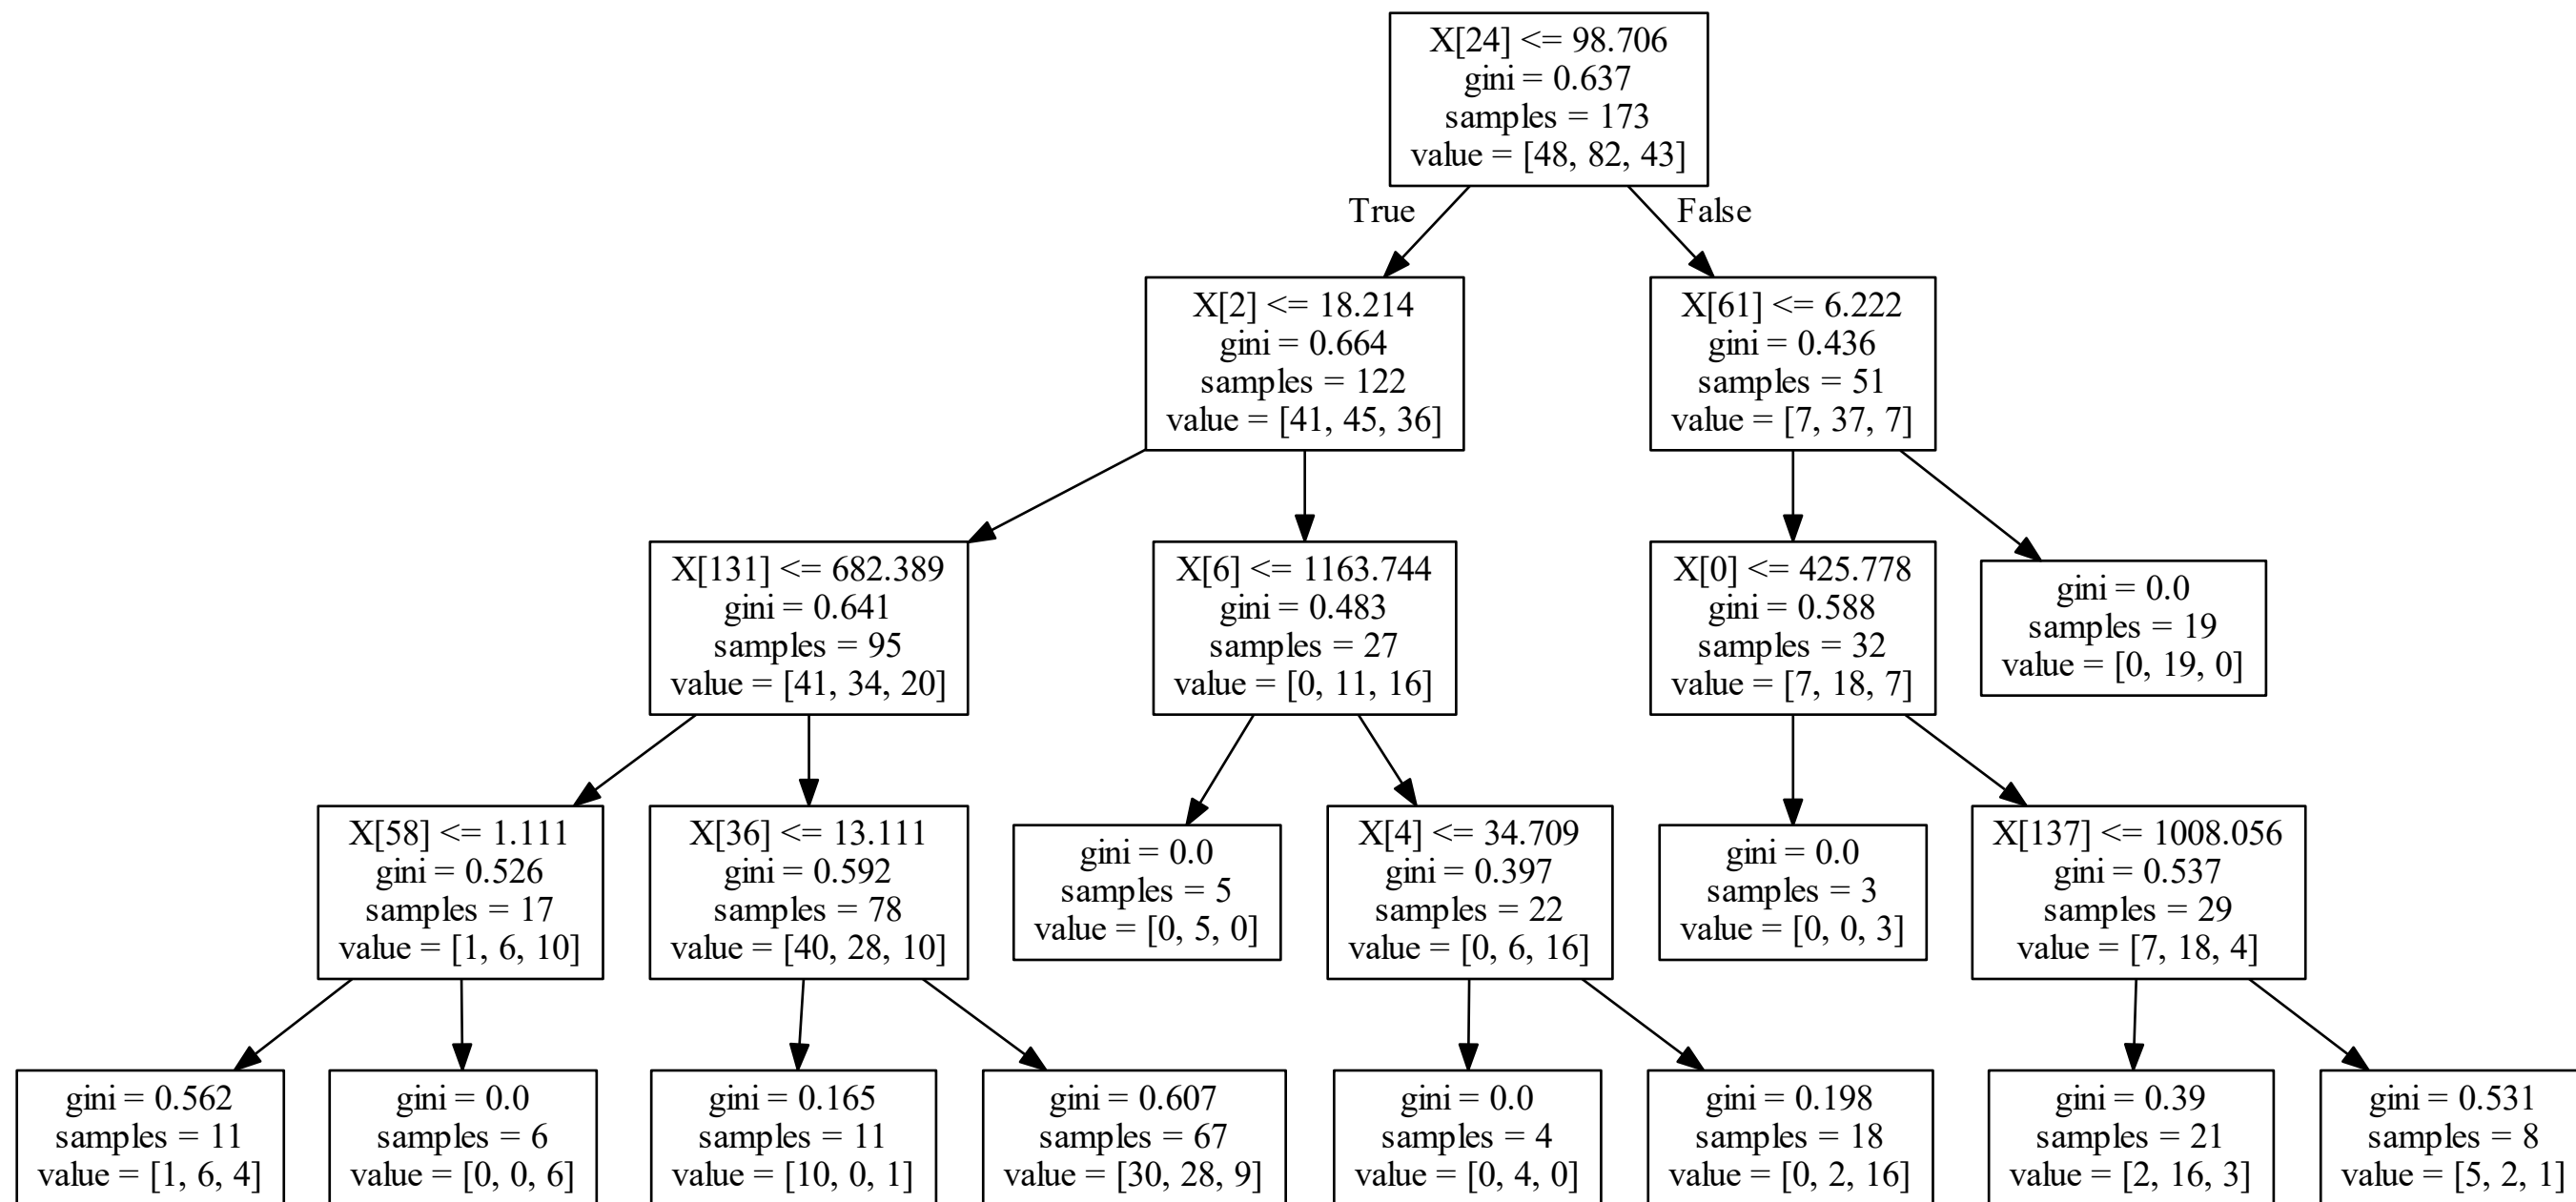 X[24] <= 98.706
gini = 0.637
samples = 173
value = [48, 82, 43]
True
False
X[2] <= 18.214
gini = 0.664
samples = 122
value = [41, 45, 36]
X[61] <= 6.222
gini = 0.436
samples = 51
value = [7, 37, 7]
X[131] <= 682.389
gini = 0.641
samples = 95
value = [41, 34, 20]
X[6] <= 1163.744
gini = 0.483
samples = 27
value = [0, 11, 16]
X[0] <= 425.778
gini = 0.588
samples = 32
value = [7, 18, 7]
gini = 0.0
samples = 19
value = [0, 19, 0]
X[58] <= 1.111
gini = 0.526
samples = 17
value = [1, 6, 10]
X[36] <= 13.111
gini = 0.592
samples = 78
value = [40, 28, 10]
gini = 0.0
samples = 5
value = [0, 5, 0]
X[4] <= 34.709
gini = 0.397
samples = 22
value = [0, 6, 16]
gini = 0.0
samples = 3
value = [0, 0, 3]
X[137] <= 1008.056
gini = 0.537
samples = 29
value = [7, 18, 4]
gini = 0.562
samples = 11
value = [1, 6, 4]
gini = 0.0
samples = 6
value = [0, 0, 6]
gini = 0.165
samples = 11
value = [10, 0, 1]
gini = 0.607
samples = 67
value = [30, 28, 9]
gini = 0.0
samples = 4
value = [0, 4, 0]
gini = 0.198
samples = 18
value = [0, 2, 16]
gini = 0.39
samples = 21
value = [2, 16, 3]
gini = 0.531
samples = 8
value = [5, 2, 1]